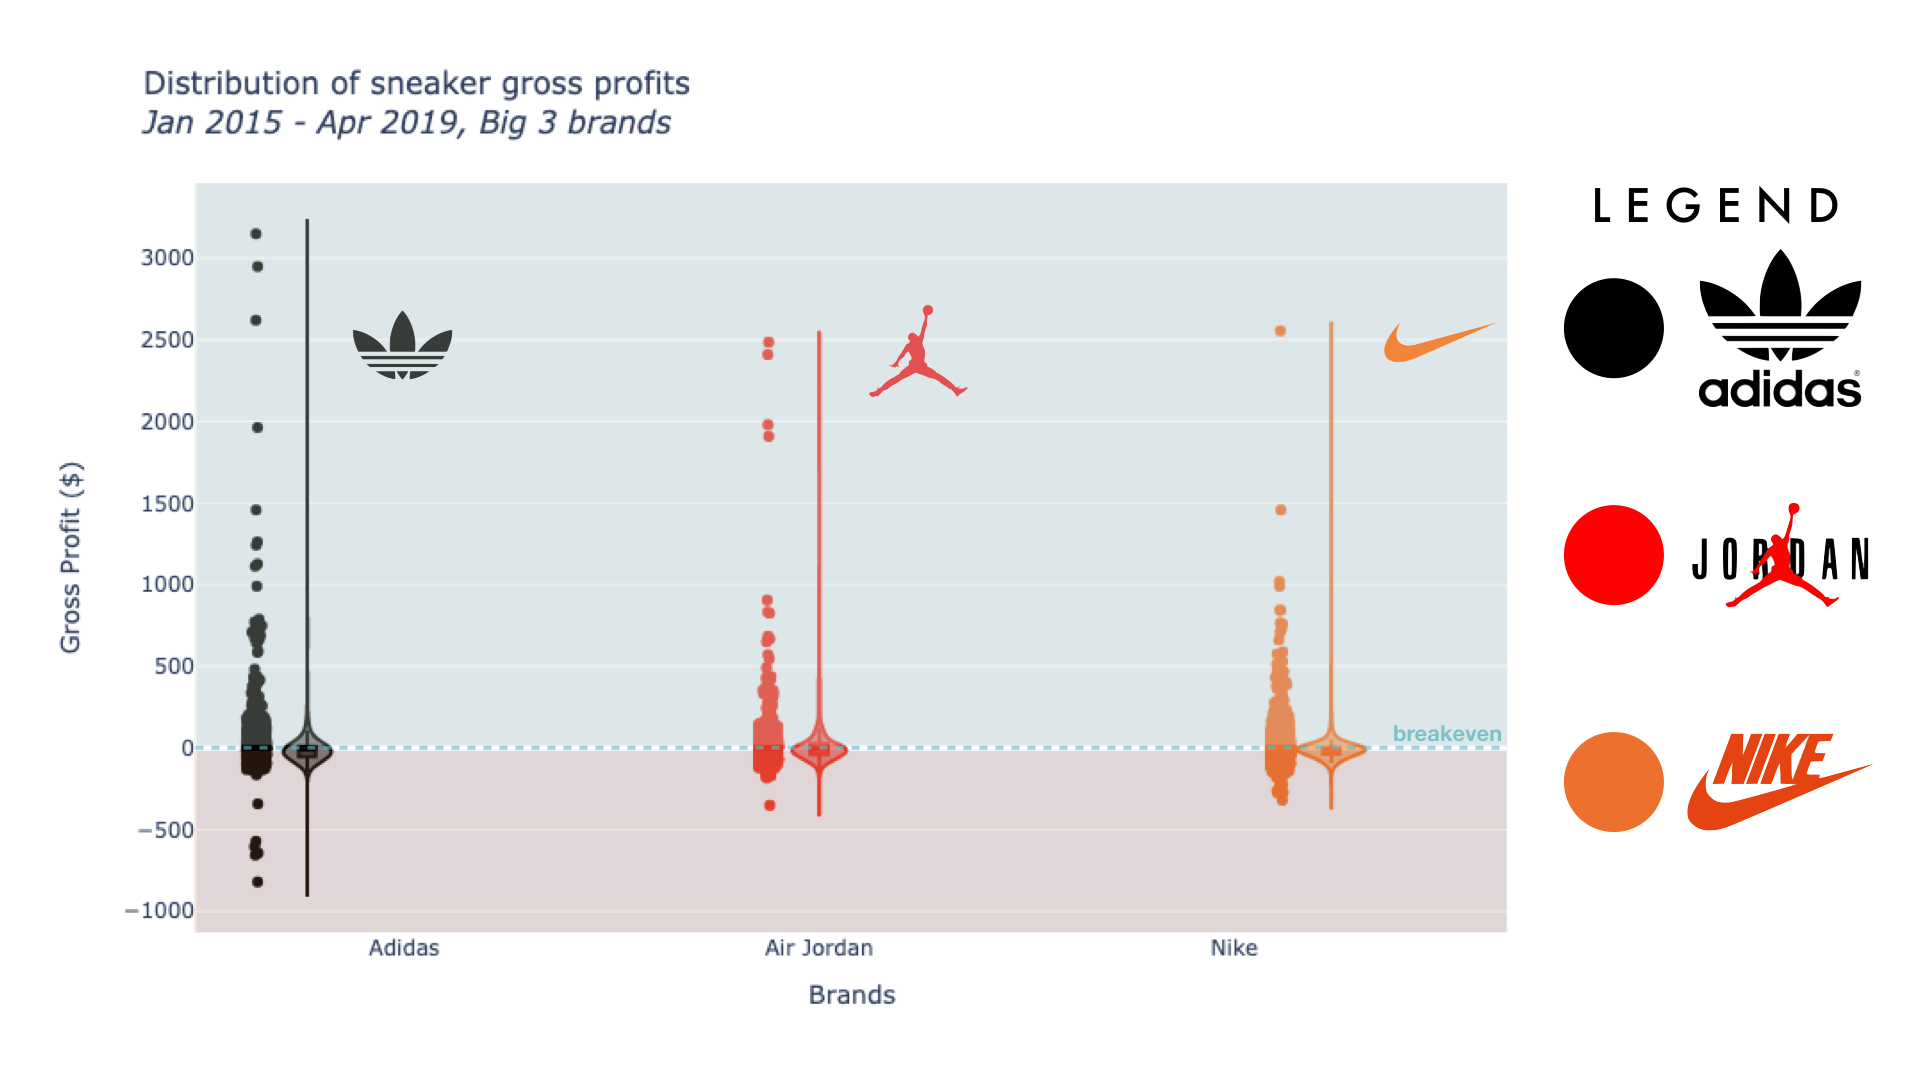 Distribution of sneaker gross profits
Jan 2015 - Apr 2019, Big 3 brands
LEGEND
adidas®
JORDAN
NIKE
Gross Profit ($)
3000
2500
2000
1500
1000
500
0
−500
−1000
breakeven
Adidas
Air Jordan
Nike
Brands